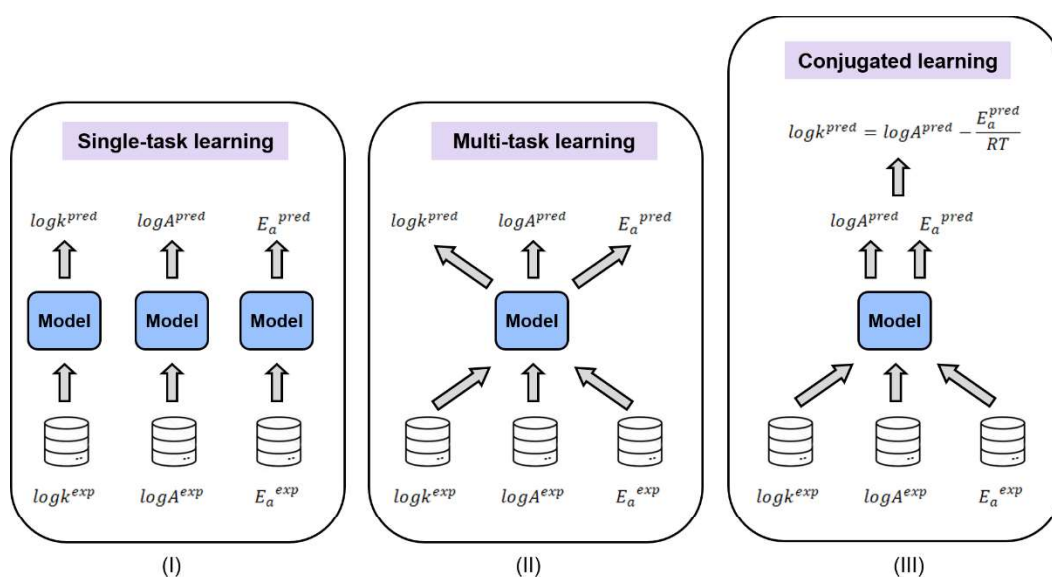 Single-task learning
logk^{pred} logA^{pred} E_a^{pred}
Model Model Model
logk^{exp} logA^{exp} E_a^{exp}
(I)
Multi-task learning
logk^{pred} logA^{pred} E_a^{pred}
Model
logk^{exp} logA^{exp} E_a^{exp}
(II)
Conjugated learning
logk^{pred} = logA^{pred} - \frac{E_a^{pred}}{RT}
logA^{pred} E_a^{pred}
Model
logk^{exp} logA^{exp} E_a^{exp}
(III)